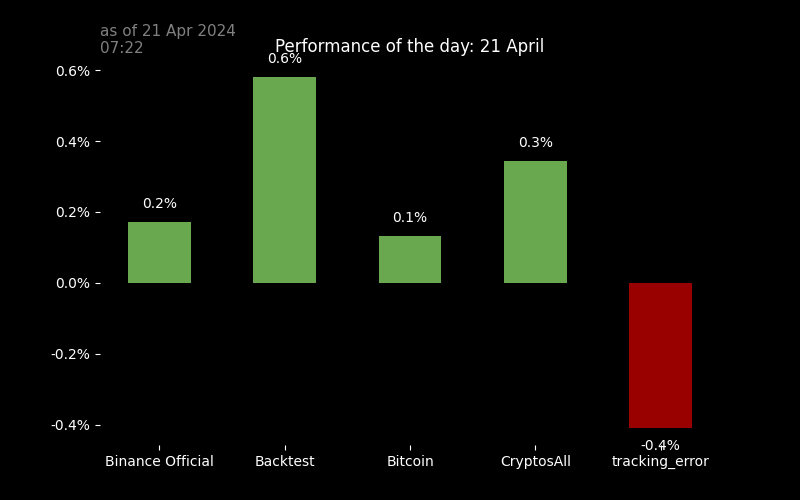 as of 21 Apr 2024
07:22
Performance of the day: 21 April
0.6%
0.4%
0.2%
0.0%
-0.2%
-0.4%
0.2%
0.6%
0.1%
0.3%
-0.4%
Binance Official
Backtest
Bitcoin
CryptosAll
tracking_error